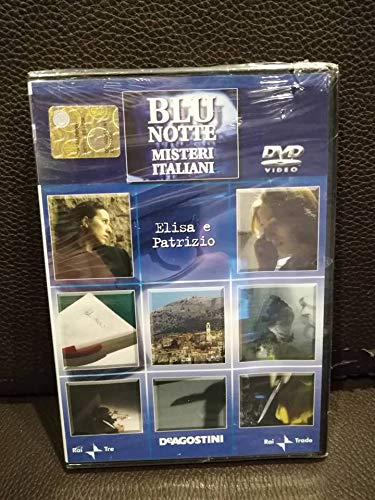 BLU
NOTTE
MISTERI
ITALIANI
DVD
VIDEO
Elisa e
Patrizio
Rai Tre
DeAGOSTINI
Rai Trade